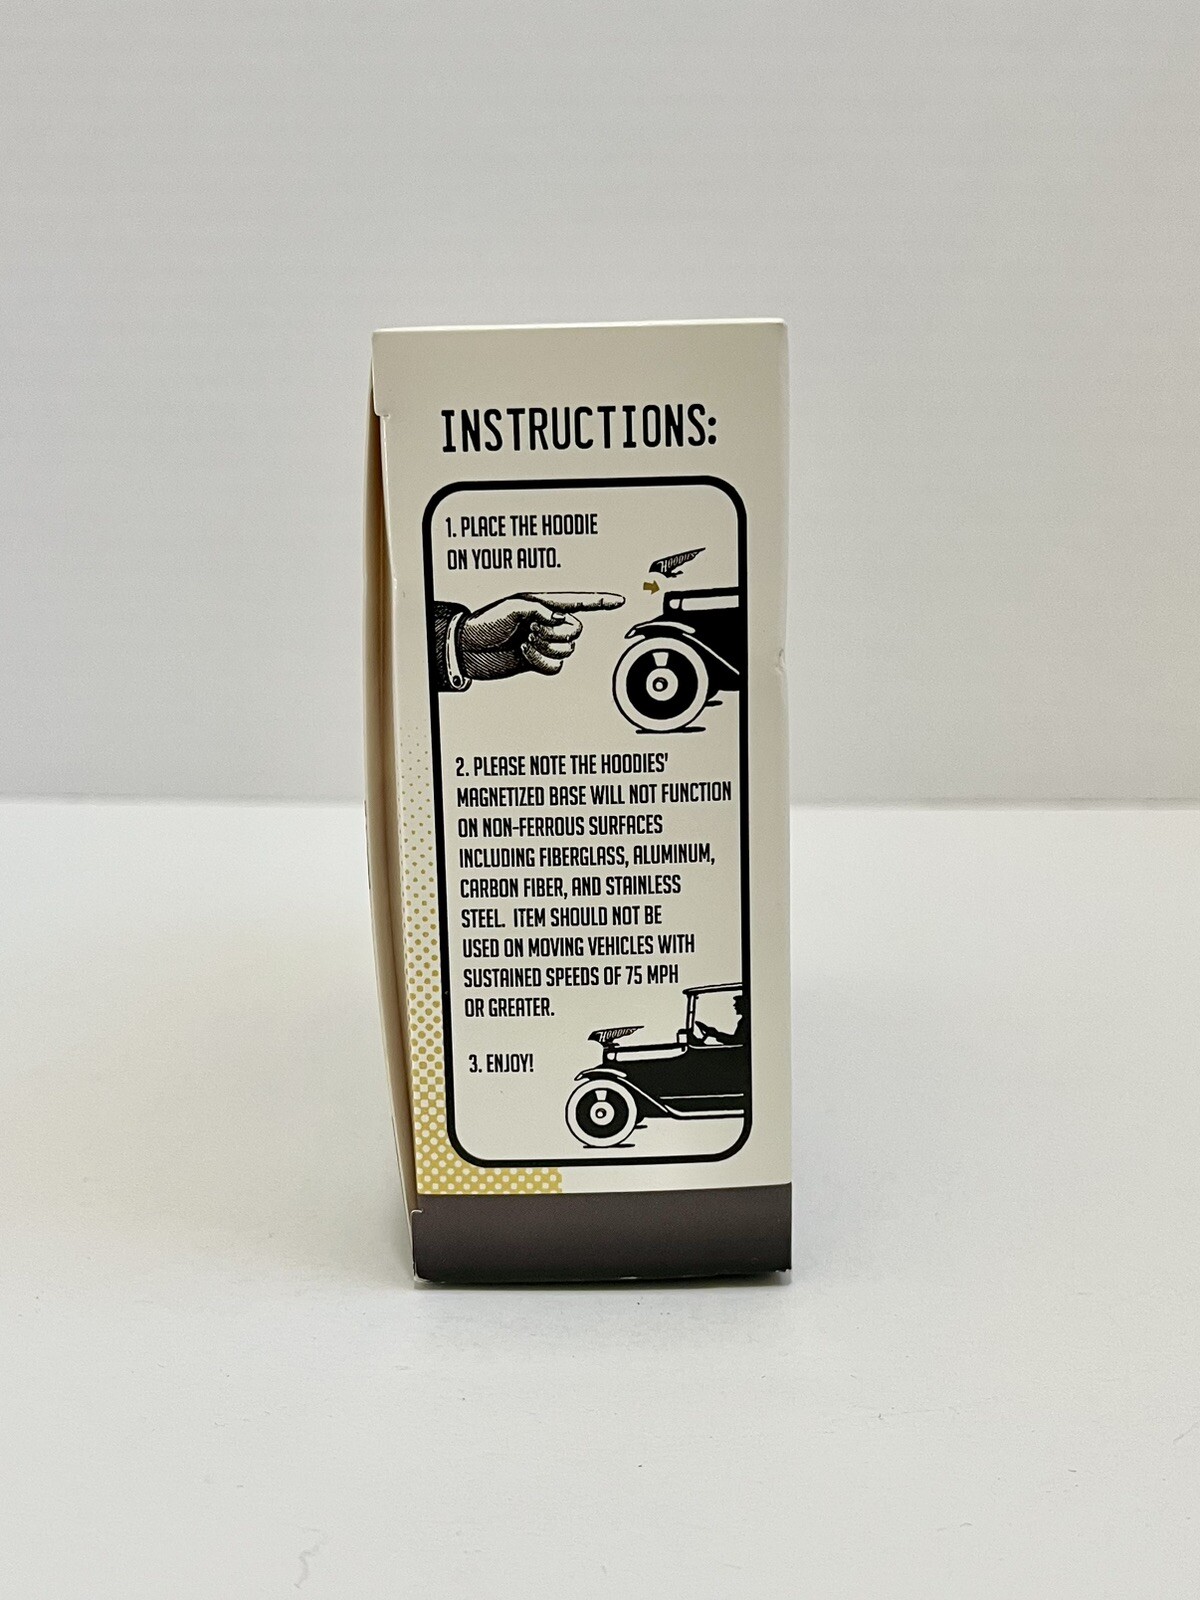 INSTRUCTIONS:
1. PLACE THE HOODIE
ON YOUR AUTO.
HOODIES
2. PLEASE NOTE THE HOODIES'
MAGNETIZED BASE WILL NOT FUNCTION
ON NON-FERROUS SURFACES
INCLUDING FIBERGLASS, ALUMINUM,
CARBON FIBER, AND STAINLESS
STEEL. ITEM SHOULD NOT BE
USED ON MOVING VEHICLES WITH
SUSTAINED SPEEDS OF 75 MPH
OR GREATER.
HOODIES
3. ENJOY!